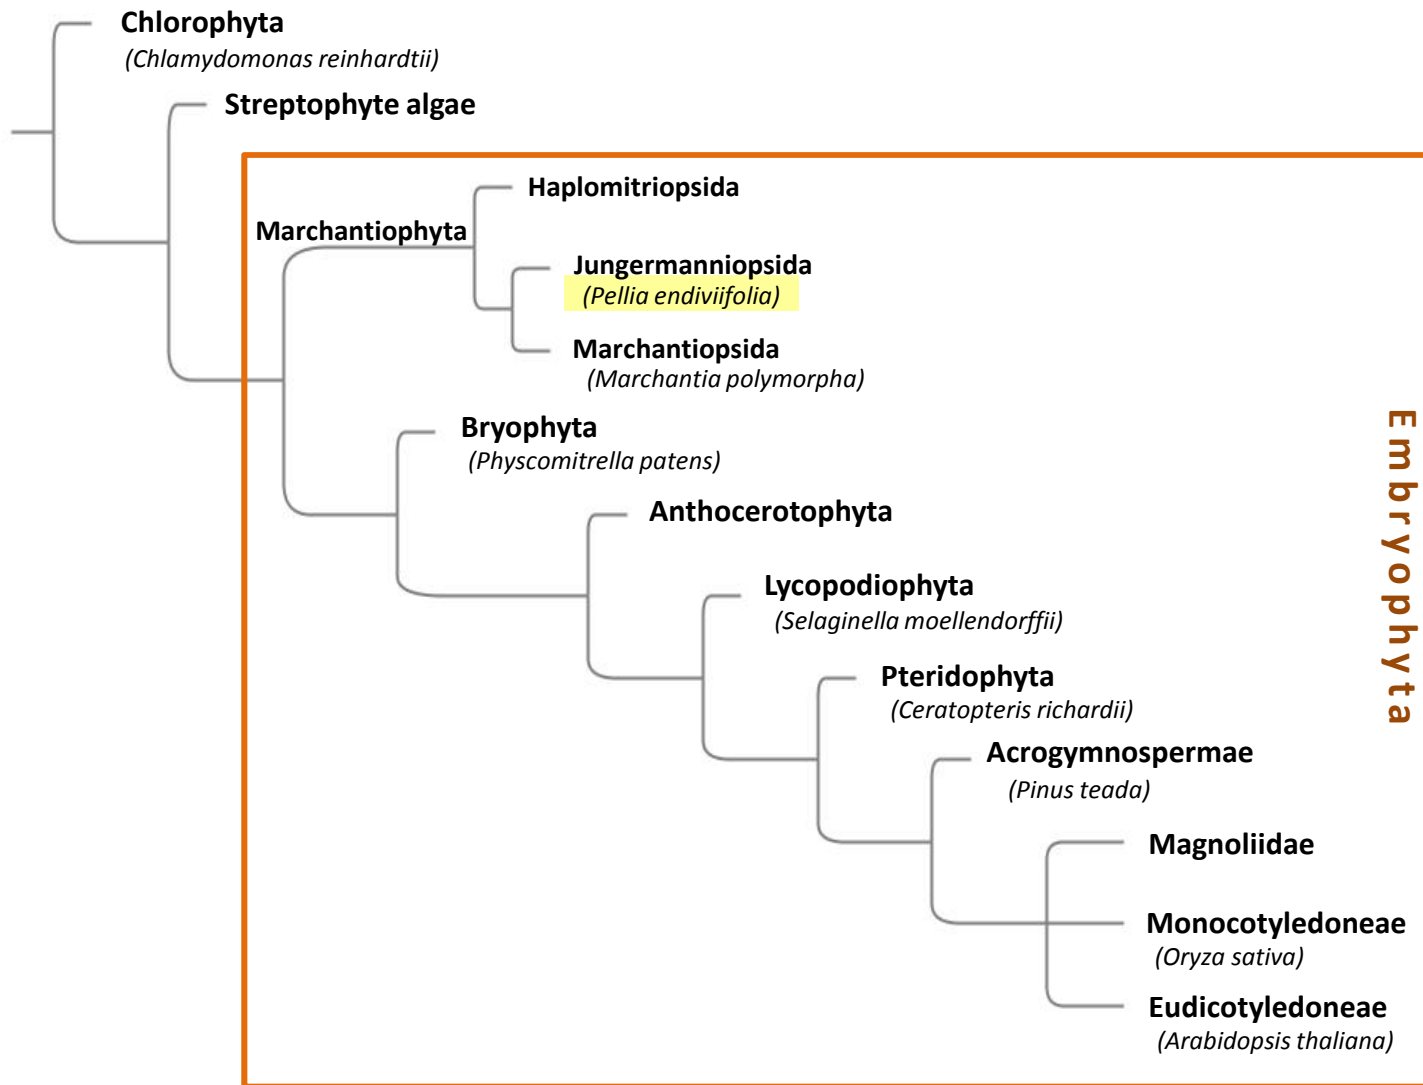 Chlorophyta
(Chlamydomonas reinhardtii)
Streptophyte algae
Haplomitriopsida
Marchantiophyta
Jungermanniopsida
(Pellia endiviifolia)
Marchantiopsida
(Marchantia polymorpha)
Bryophyta
(Physcomitrella patens)
Anthocerotophyta
Lycopodiophyta
(Selaginella moellendorffii)
Pteridophyta
(Ceratopteris richardii)
Acrogymnospermae
(Pinus teada)
Magnoliidae
Monocotyledoneae
(Oryza sativa)
Eudicotyledoneae
(Arabidopsis thaliana)
Embryophyta